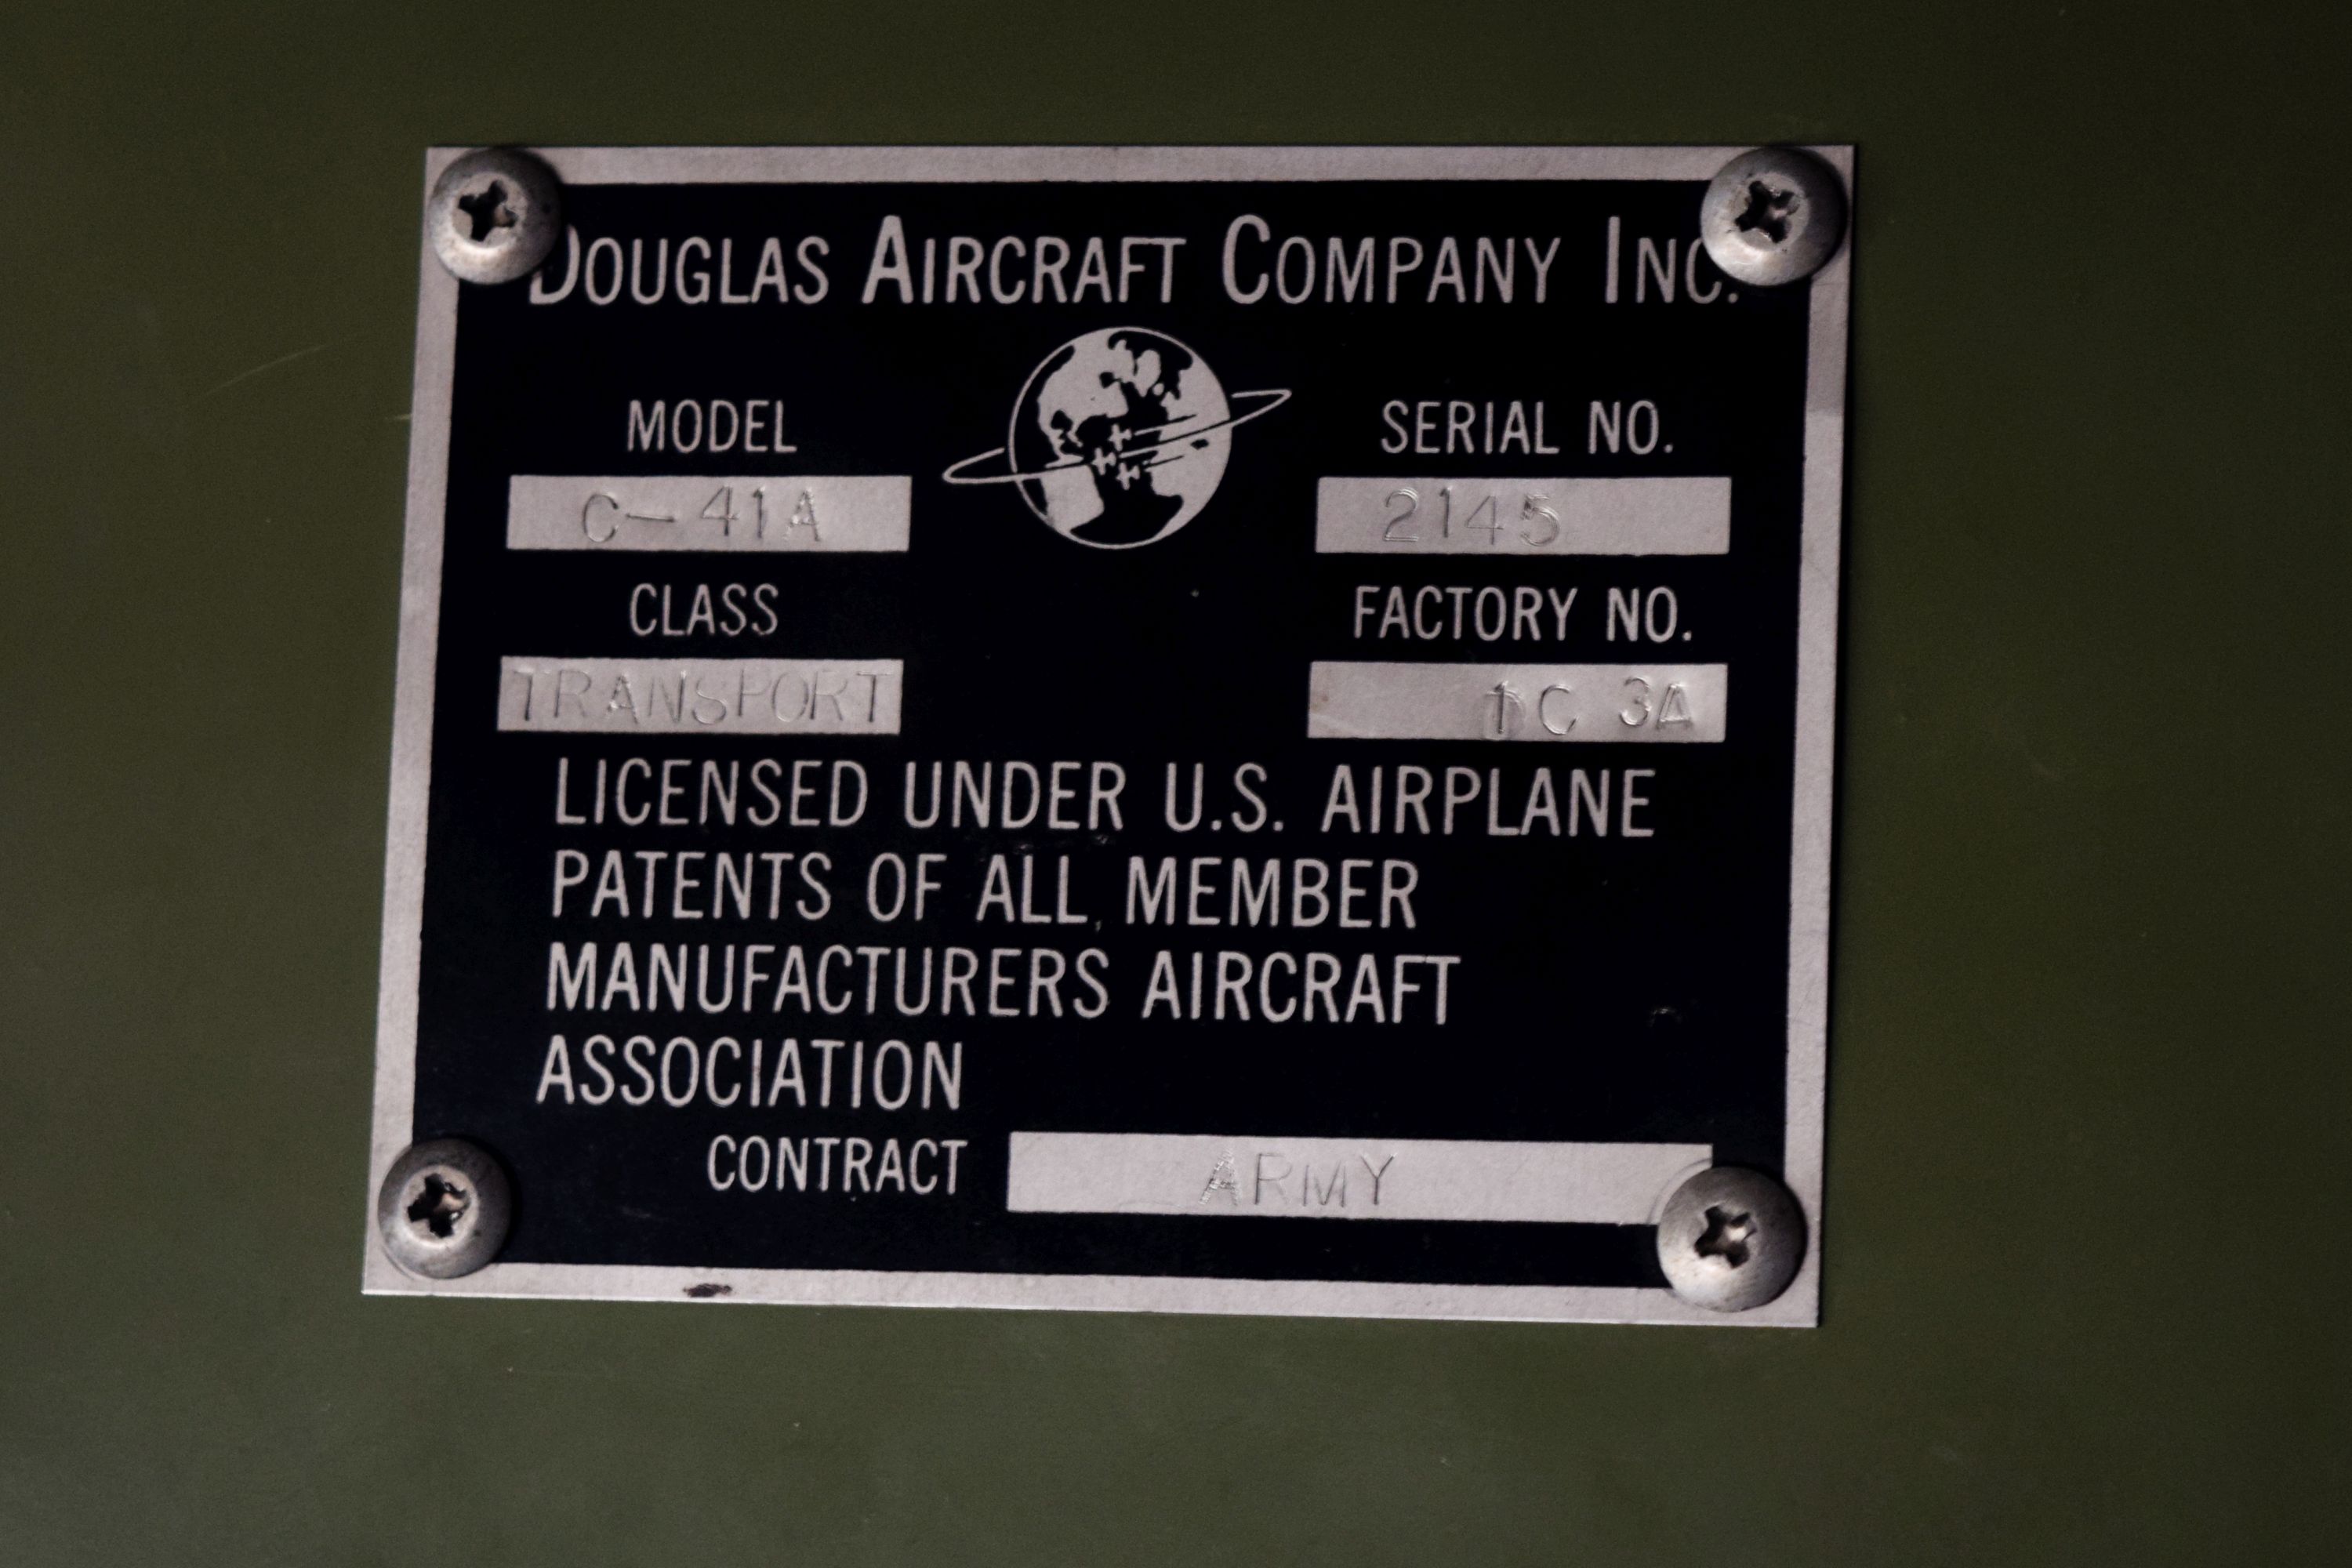 DOUGLAS AIRCRAFT COMPANY INC.
MODEL
SERIAL NO.
C-41A
2145
CLASS
FACTORY NO.
TRANSPORT
DC 3A
LICENSED UNDER U.S. AIRPLANE
PATENTS OF ALL MEMBER
MANUFACTURERS AIRCRAFT
ASSOCIATION
CONTRACT ARMY